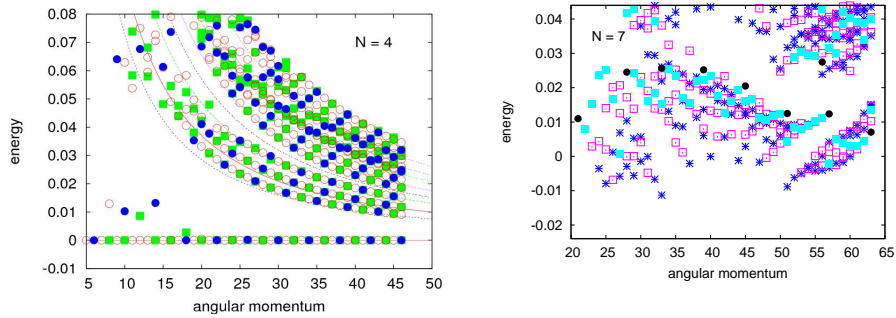 0.08
0.07
0.06
0.05
0.04
0.03
0.02
0.01
0
-0.01
5 10 15 20 25 30 35 40 45 50
energy
angular momentum
N = 4
0.04
0.03
0.02
0.01
0
-0.01
-0.02
20 25 30 35 40 45 50 55 60 65
energy
angular momentum
N = 7